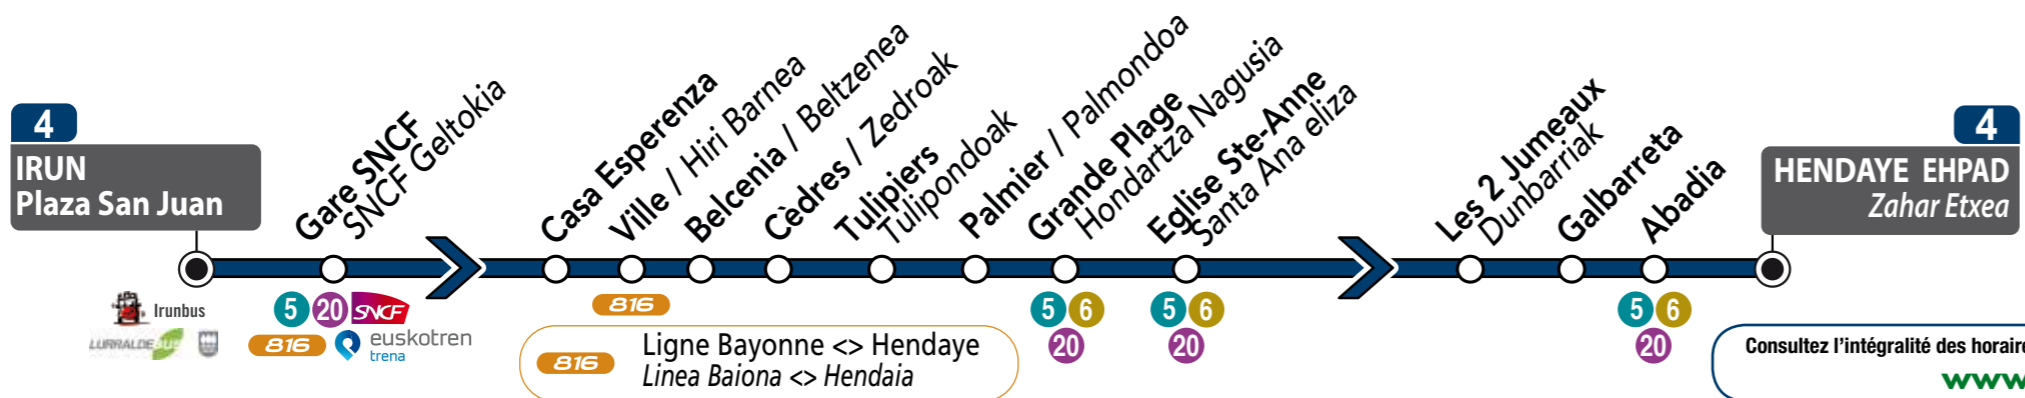 4
IRUN
Plaza San Juan
Gare SNCF
SNCF Geltokia
Casa Esperenza
Ville / Hiri Barnea
Belcenia / Beltzenea
Cèdres / Zedroak
Tulipiers
Tulipondoak
Palmier / Palmondoa
Grande Plage
Hondartza Nagusia
Eglise Ste-Anne
Santa Ana eliza
Les 2 Jumeaux
Dunbarriak
Galbarreta
Abadia
4
HENDAYE EHPAD
Zahar Etxea
Irunbus
LURRALDEBUS
5 20 SNCF
816 euskotren
trena
816
5 6
20
5 6
20
5 6
20
816 Ligne Bayonne <> Hendaye
Linea Baiona <> Hendaia
Consultez l'intégralité des horaire
www